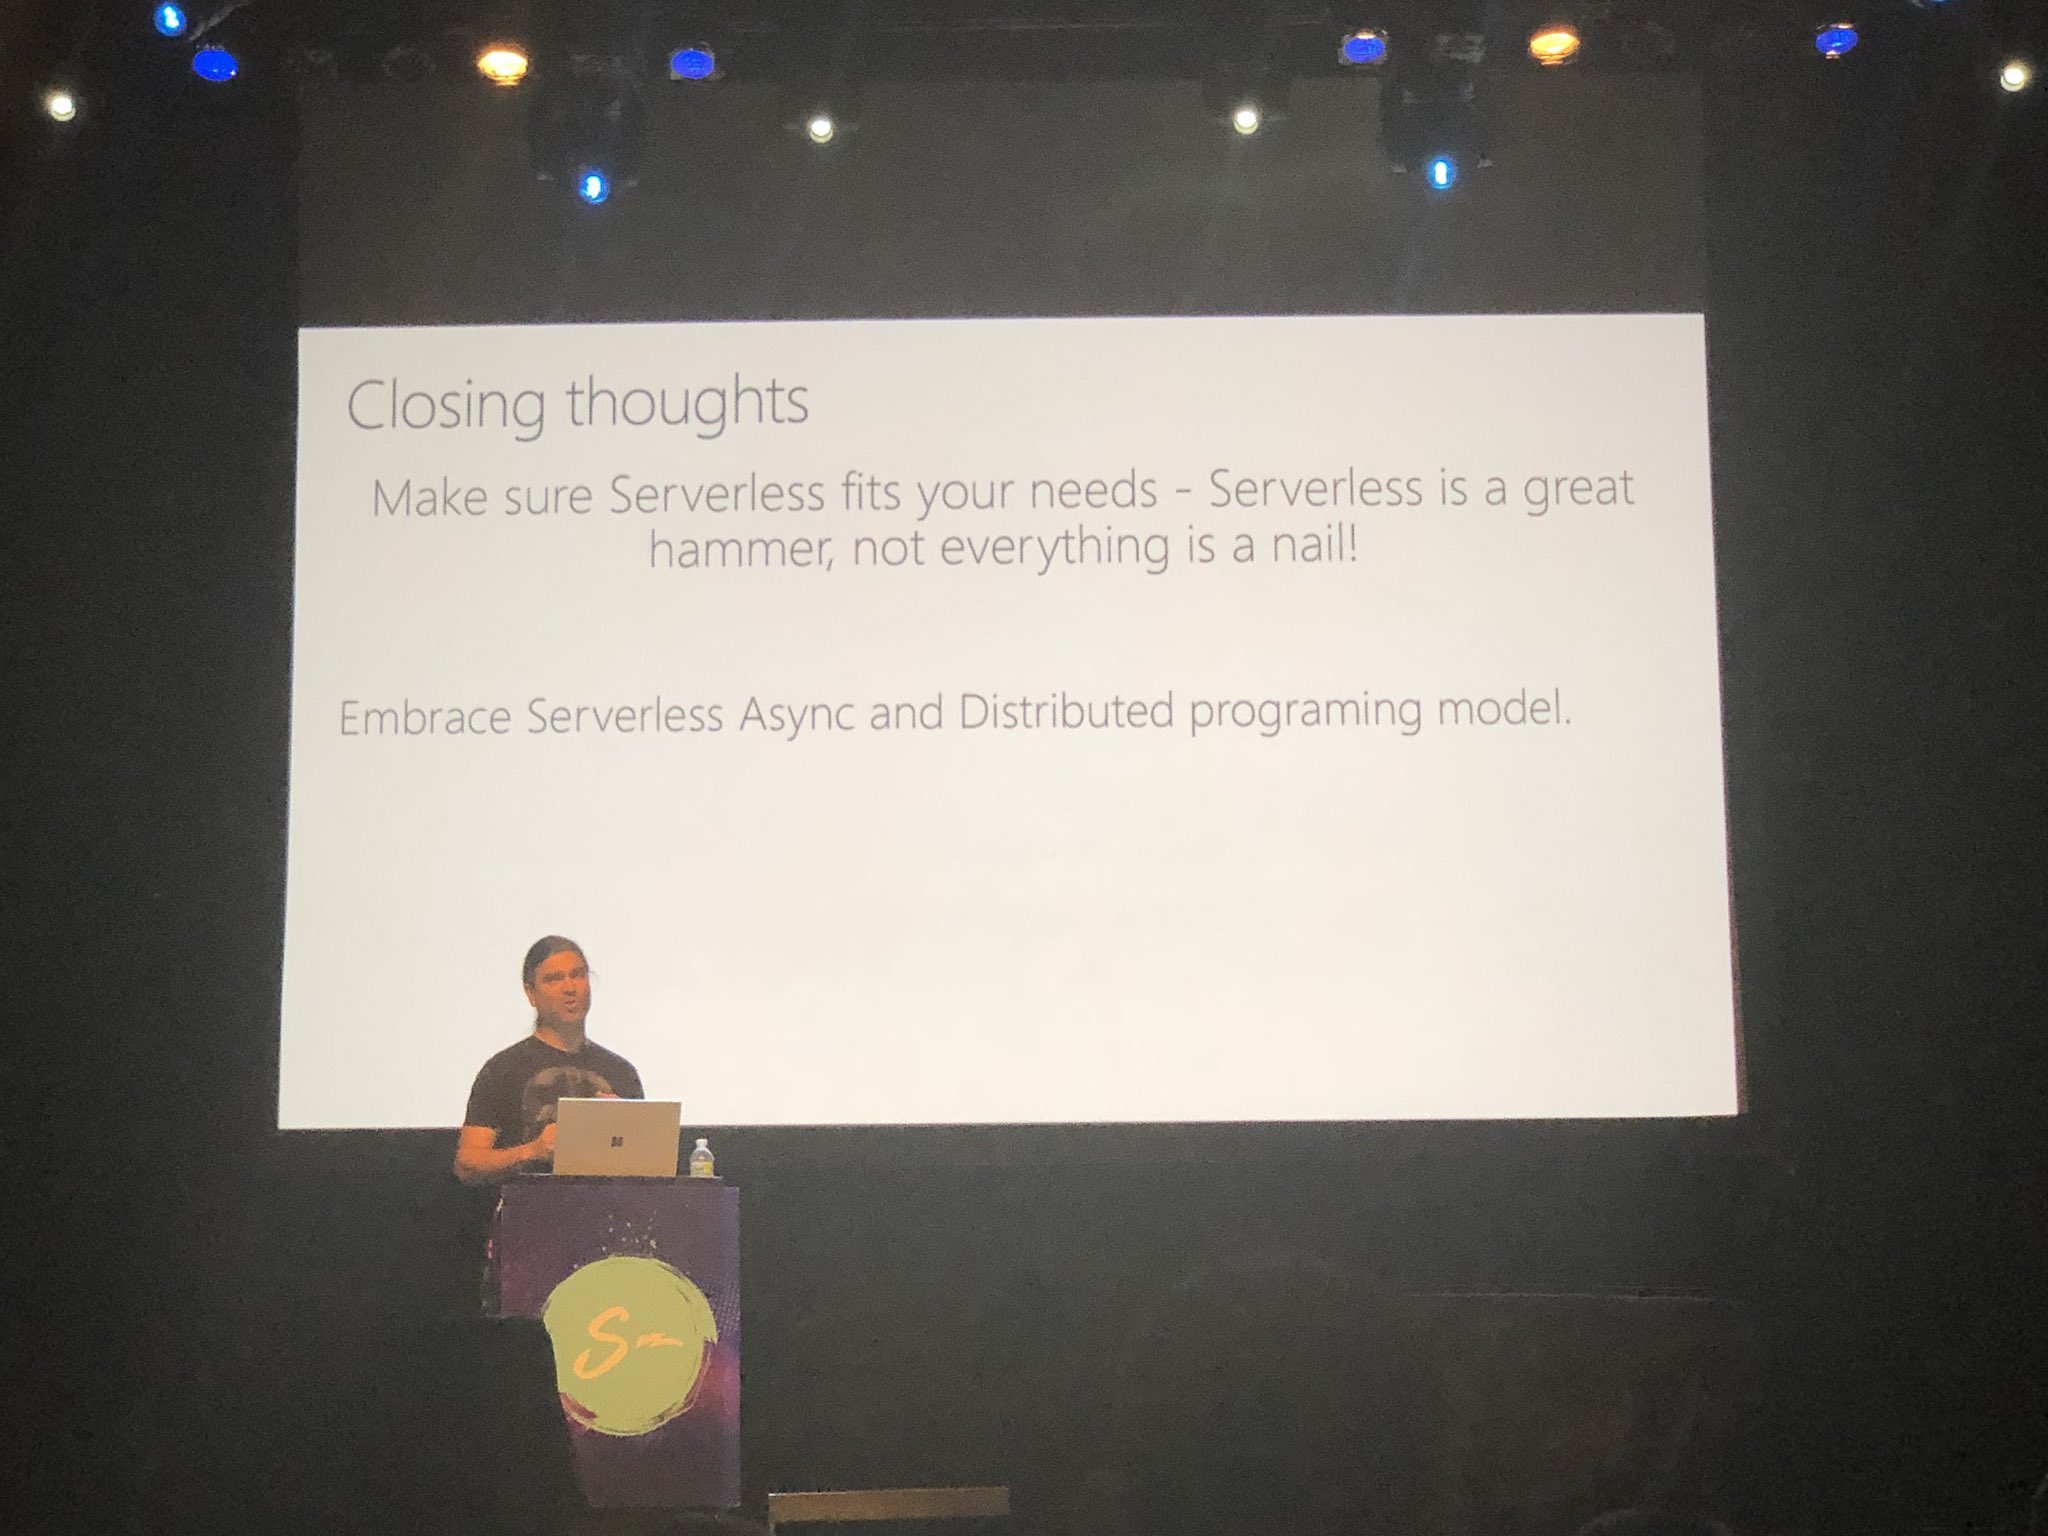 Closing thoughts
Make sure Serverless fits your needs - Serverless is a great
hammer, not everything is a nail!
Embrace Serverless Async and Distributed programing model.
S